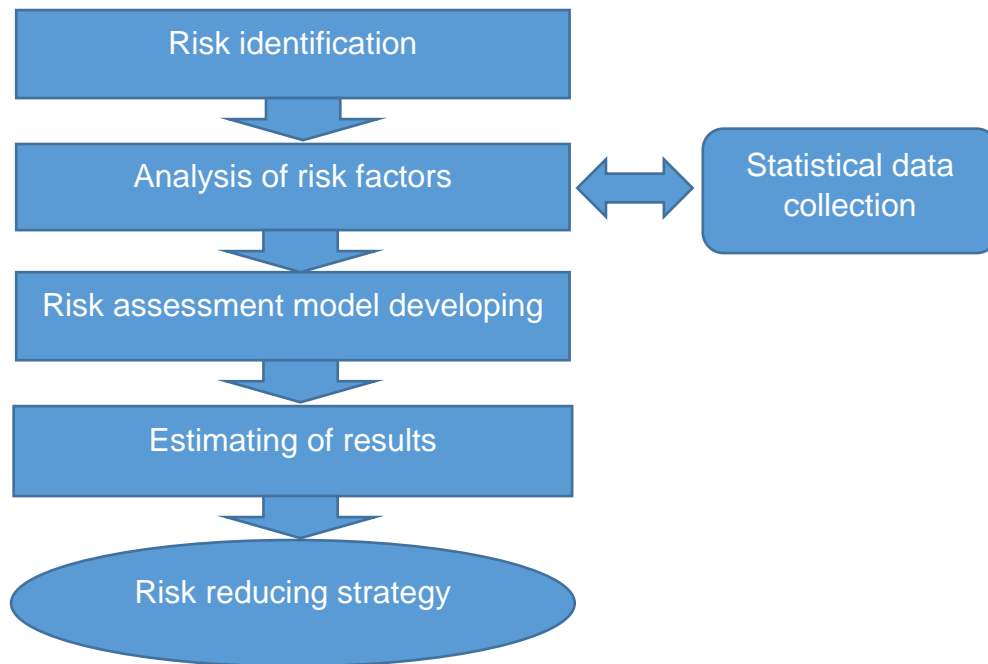 Risk identification
Analysis of risk factors
Statistical data
collection
Risk assessment model developing
Estimating of results
Risk reducing strategy